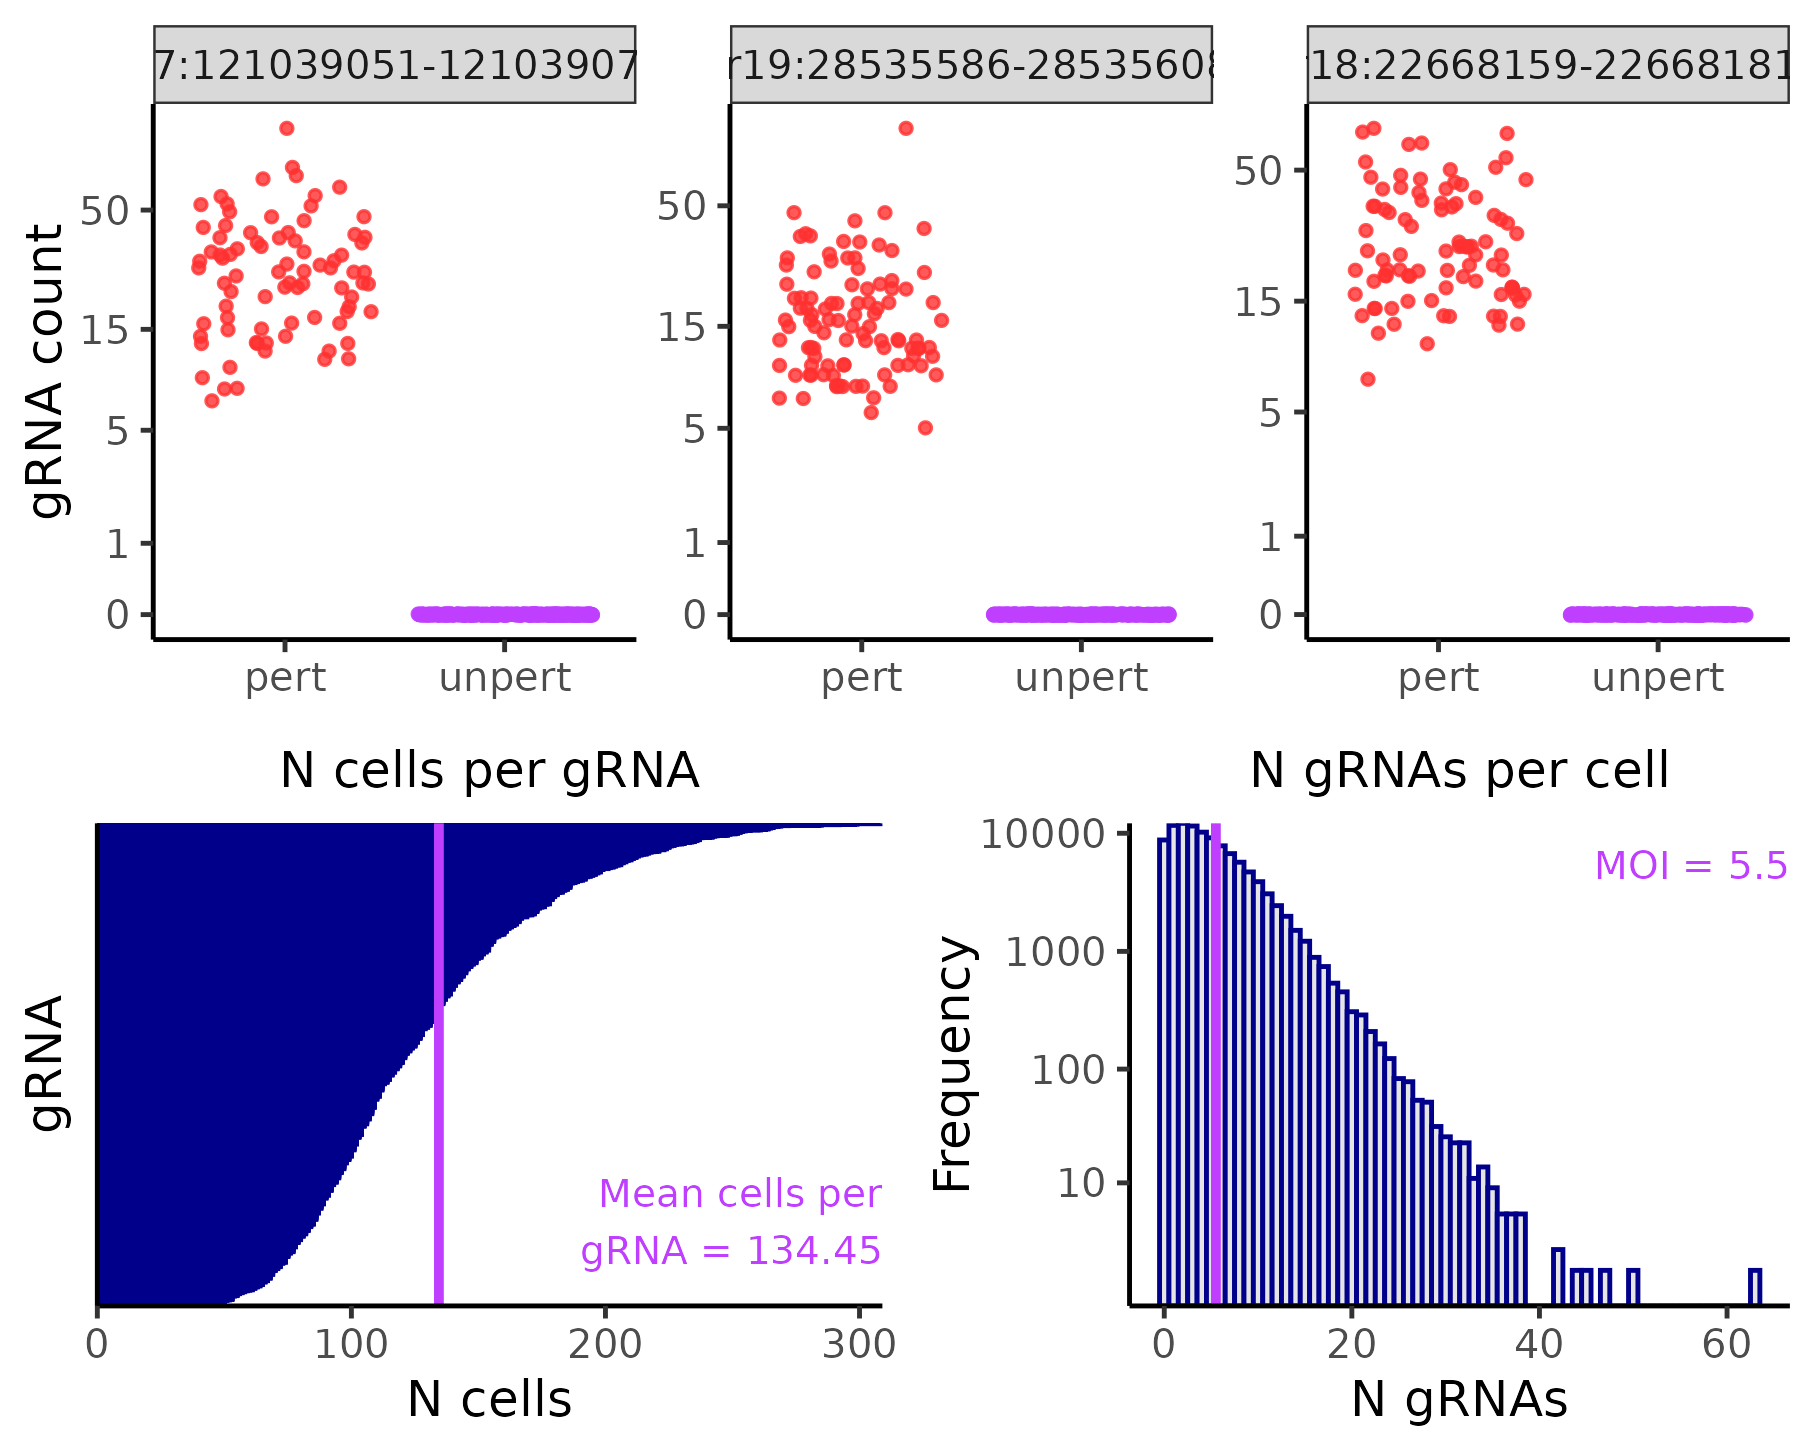 7:121039051-12103907
r19:28535586-28535608
18:22668159-22668181
gRNA count
50
15
5
1
0
50
15
5
1
0
50
15
5
1
0
pert unpert
pert unpert
pert unpert
N cells per gRNA
gRNA
Mean cells per
gRNA = 134.45
0 100 200 300
N cells
N gRNAs per cell
Frequency
10000
1000
100
10
MOI = 5.5
0 20 40 60
N gRNAs